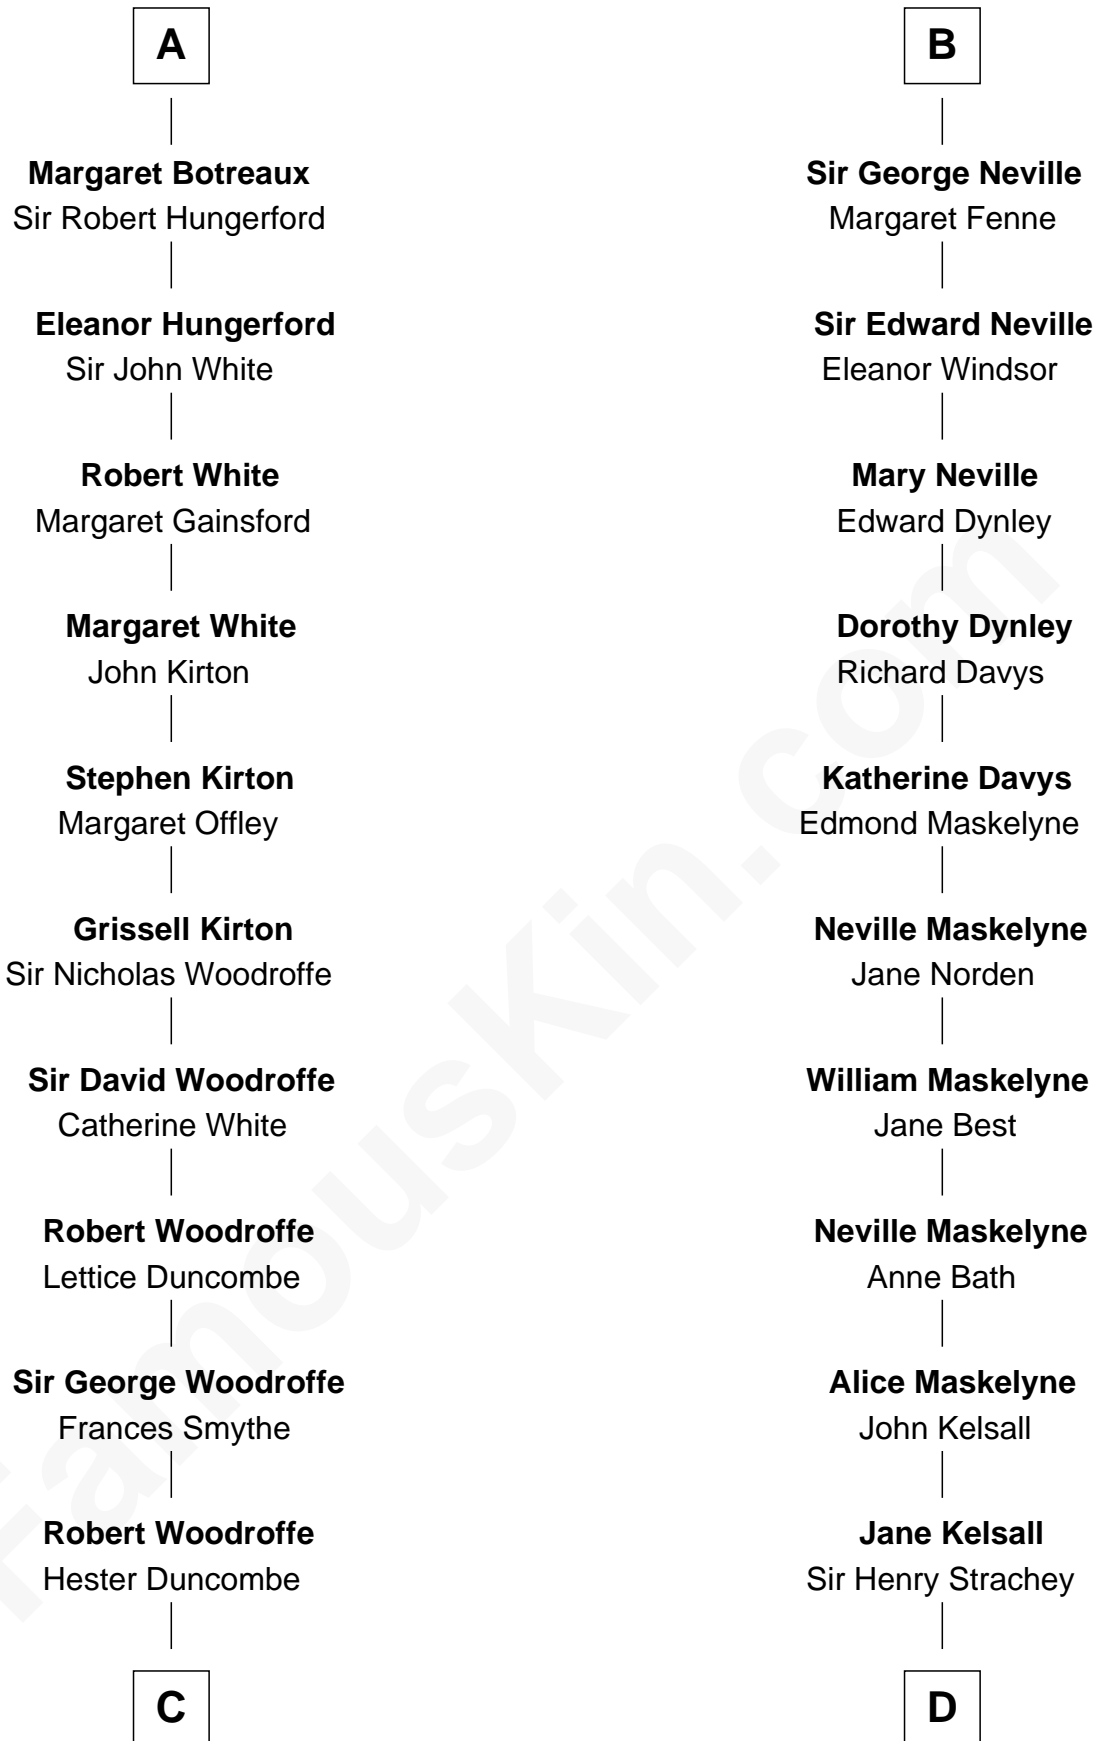 A
Margaret Botreaux
Sir Robert Hungerford
Eleanor Hungerford
Sir John White
Robert White
Margaret Gainsford
Margaret White
John Kirton
Stephen Kirton
Margaret Offley
Grissell Kirton
Sir Nicholas Woodroffe
Sir David Woodroffe
Catherine White
Robert Woodroffe
Lettice Duncombe
Sir George Woodroffe
Frances Smythe
Robert Woodroffe
Hester Duncombe
C
B
Sir George Neville
Margaret Fenne
Sir Edward Neville
Eleanor Windsor
Mary Neville
Edward Dynley
Dorothy Dynley
Richard Davys
Katherine Davys
Edmond Maskelyne
Neville Maskelyne
Jane Norden
William Maskelyne
Jane Best
Neville Maskelyne
Anne Bath
Alice Maskelyne
John Kelsall
Jane Kelsall
Sir Henry Strachey
D
FamousKin.com